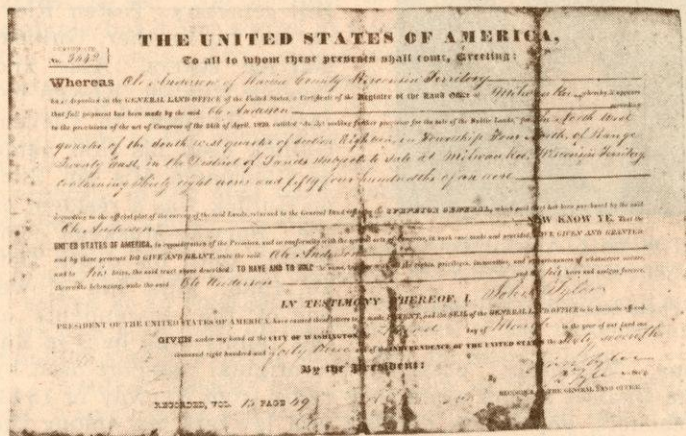 THE UNITED STATES OF AMERICA,
To all to whom these presents shall come, Greeting:
CERTIFICATE
No. 3642
Whereas Ole Anderson of Racine County Wisconsin Territory
has deposited in the GENERAL LAND OFFICE of the United States, a Certificate of the Register of the Land Office at Milwaukee whereby it appears
that full payment has been made by the said Ole Anderson according
to the provisions of the act of Congress of the 24th of April, 1820, entitled "An Act making further provision for the sale of the Public Lands," for the North West
quarter of the South West quarter of Section Eighteen, in Township Four North, of Range
Twenty East, in the District of Lands subject to sale at Milwaukee, Wisconsin Territory
containing thirty eight acres and fifty four hundredths of an acre
according to the official plat of the survey of the said Lands, returned to the General Land Office by the SURVEYOR GENERAL, which said tract has been purchased by the said
Ole Anderson NOW KNOW YE, That the
UNITED STATES OF AMERICA, in consideration of the Premises, and in conformity with the several acts of Congress, in such case made and provided, HAVE GIVEN AND GRANTED
and by these presents DO GIVE AND GRANT, unto the said Ole Anderson
and to his heirs, the said tract above described: TO HAVE AND TO HOLD the same, together with all the rights, privileges, immunities, and appurtenances of whatsoever nature,
thereunto belonging, unto the said Ole Anderson and to his heirs and assigns forever.
IN TESTIMONY WHEREOF, I, John Tyler
PRESIDENT OF THE UNITED STATES OF AMERICA, have caused these letters to be made PATENT, and the SEAL of the GENERAL LAND OFFICE to be hereunto affixed.
GIVEN under my hand at the CITY OF WASHINGTON, the day of March in the year of our Lord one
thousand eight hundred and forty three and of the INDEPENDENCE OF THE UNITED STATES the sixty seventh
By the President: John Tyler
By Tyler
RECORDER OF THE GENERAL LAND OFFICE.
RECORDED, VOL. 15 PAGE 49